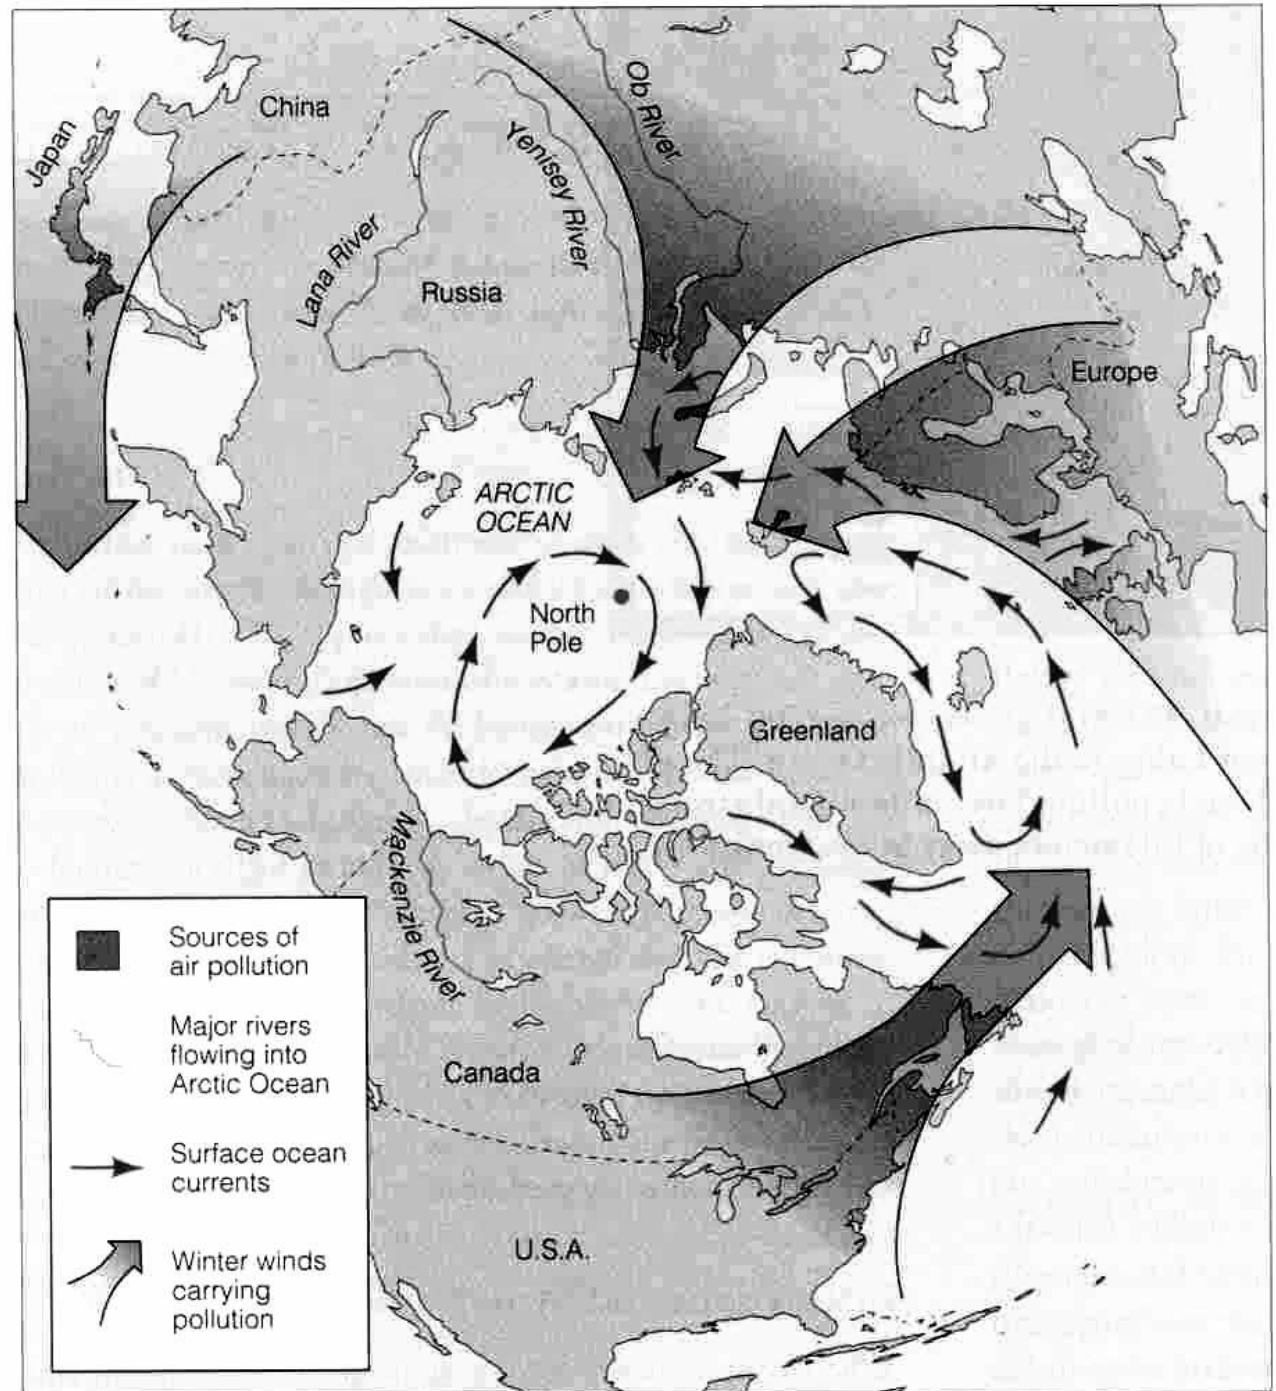 China
Japan
Ob River
Yenisey River
Lana River
Russia
Europe
ARCTIC
OCEAN
North
Pole
Greenland
Mackenzie River
Canada
U.S.A.
Sources of
air pollution
Major rivers
flowing into
Arctic Ocean
Surface ocean
currents
Winter winds
carrying
pollution